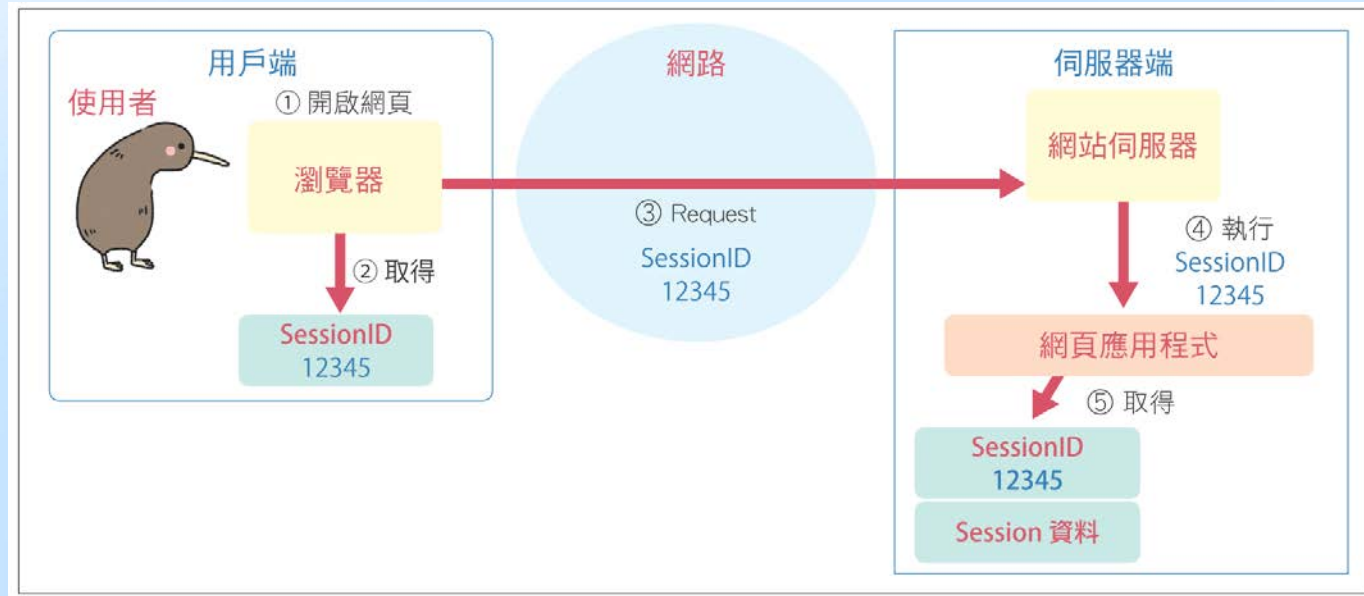 用戶端
使用者
① 開啟網頁
瀏覽器
② 取得
SessionID
12345
網路
③ Request
SessionID
12345
伺服器端
網站伺服器
④ 執行
SessionID
12345
網頁應用程式
⑤ 取得
SessionID
12345
Session 資料